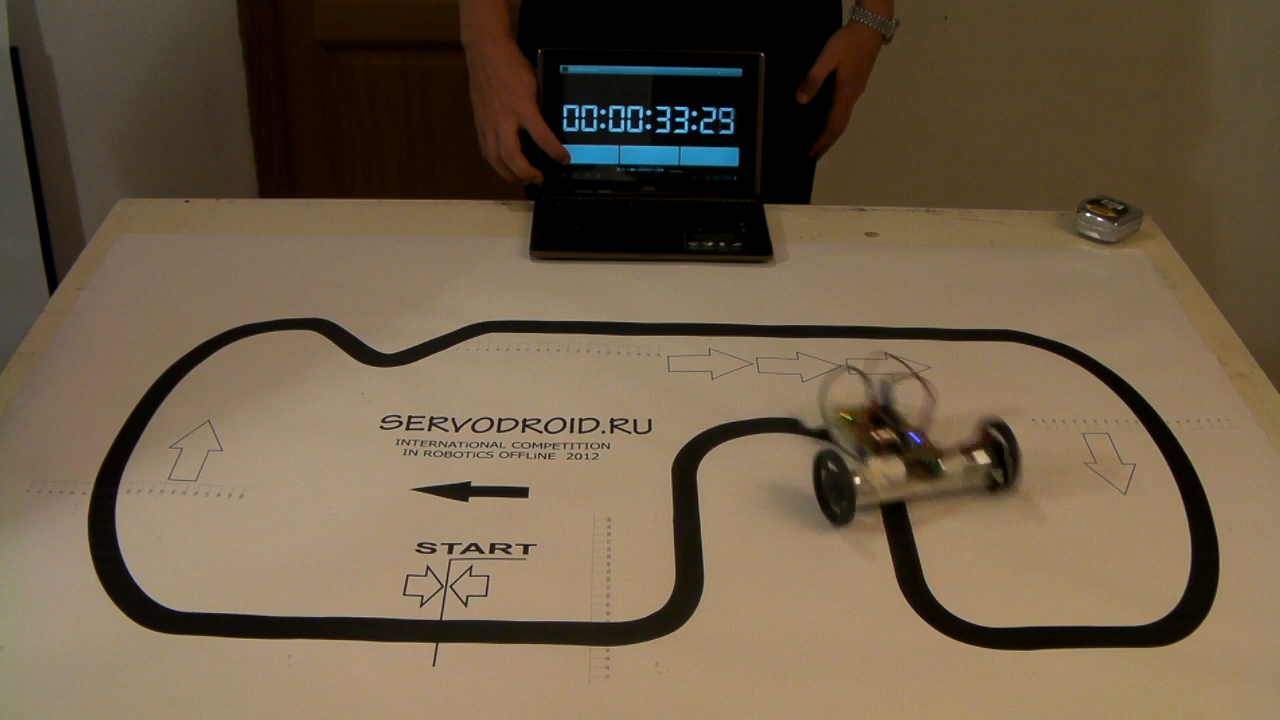 00:00:33:29
SERVODROID.RU
INTERNATIONAL COMPETITION
IN ROBOTICS OFFLINE 2012
START